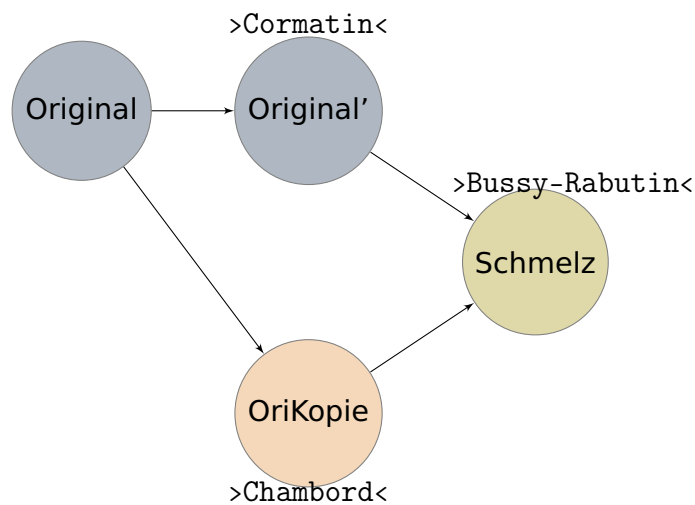 >Cormatin<
Original
Original’
>Bussy-Rabutin<
Schmelz
OriKopie
>Chambord<